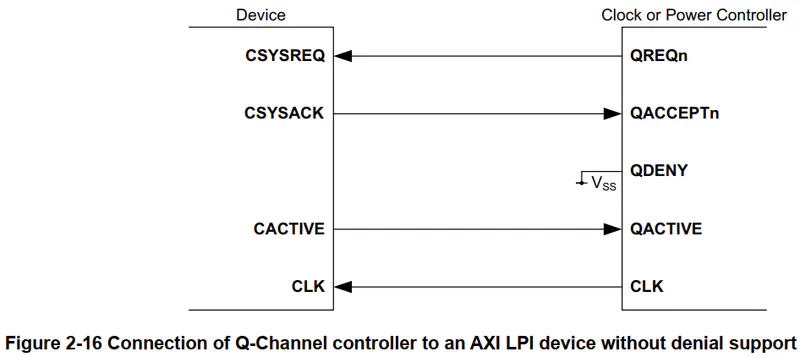 Device Clock or Power Controller
CSYSREQ QREQn
CSYSACK QACCEPTn
QDENY
VSS
CACTIVE QACTIVE
CLK CLK
Figure 2-16 Connection of Q-Channel controller to an AXI LPI device without denial support